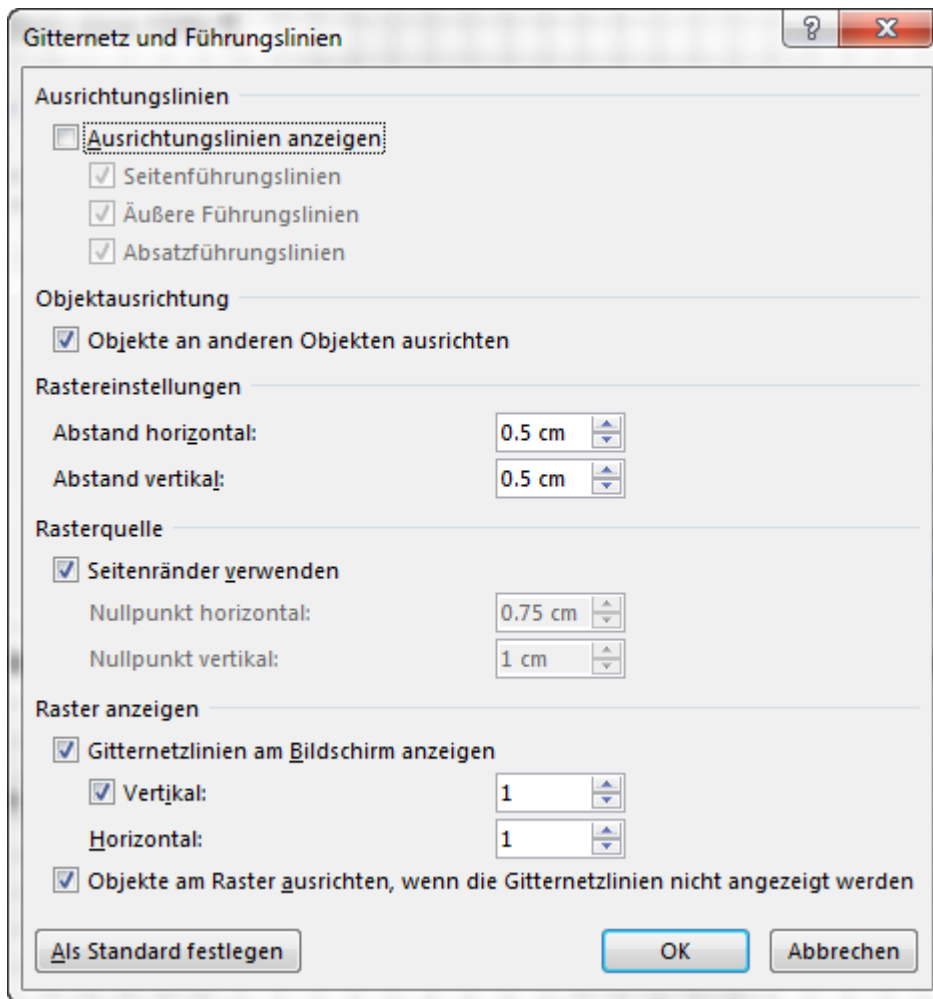 Gitternetz und Führungslinien
Ausrichtungslinien
Ausrichtungslinien anzeigen
Seitenführungslinien
Äußere Führungslinien
Absatzführungslinien
Objektausrichtung
Objekte an anderen Objekten ausrichten
Rastereinstellungen
Abstand horizontal: 0.5 cm
Abstand vertikal: 0.5 cm
Rasterquelle
Seitenränder verwenden
Nullpunkt horizontal: 0.75 cm
Nullpunkt vertikal: 1 cm
Raster anzeigen
Gitternetzlinien am Bildschirm anzeigen
Vertikal: 1
Horizontal: 1
Objekte am Raster ausrichten, wenn die Gitternetzlinien nicht angezeigt werden
Als Standard festlegen OK Abbrechen